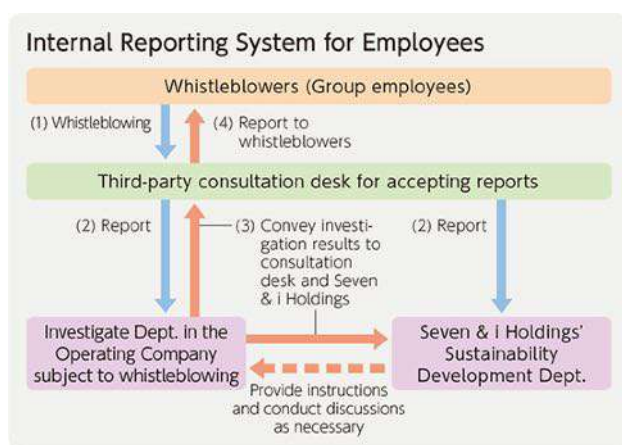 Internal Reporting System for Employees
Whistleblowers (Group employees)
(1) Whistleblowing
(4) Report to
whistleblowers
Third-party consultation desk for accepting reports
(2) Report
(3) Convey investi-
gation results to
consultation
desk and Seven
& i Holdings
(2) Report
Investigate Dept. in the
Operating Company
subject to whistleblowing
Seven & i Holdings'
Sustainability
Development Dept.
Provide instructions
and conduct discussions
as necessary